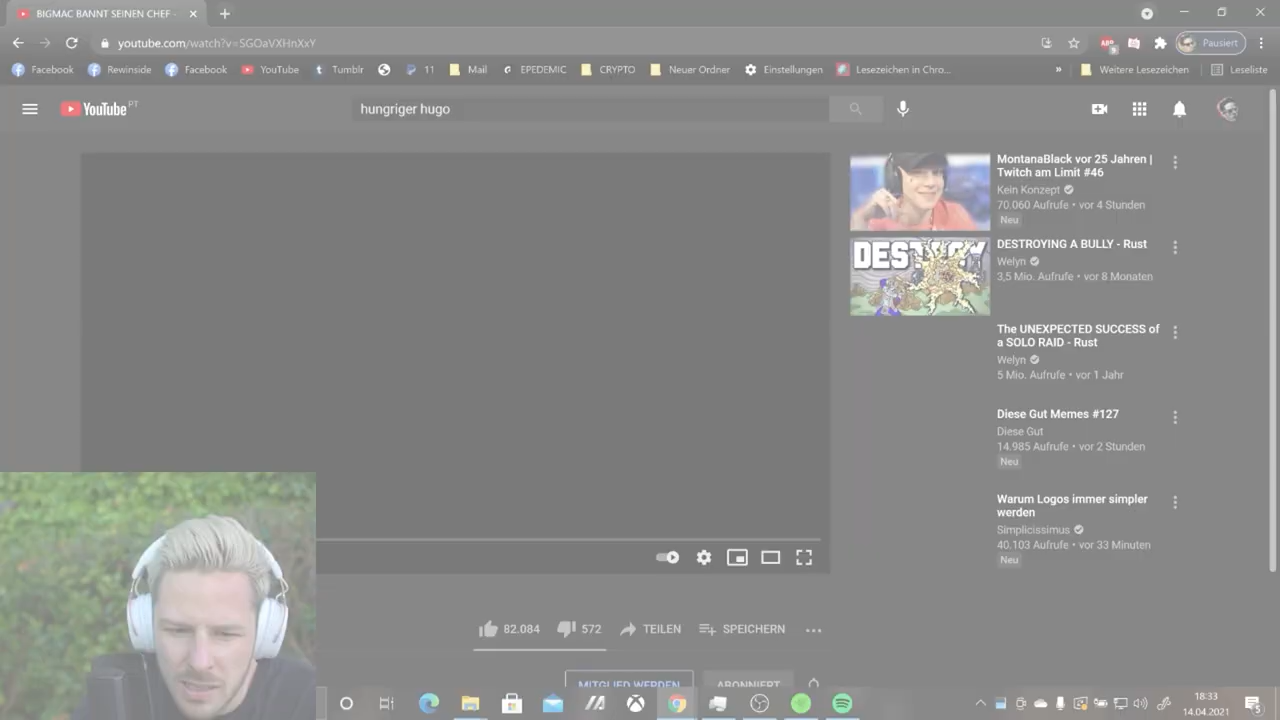 BIGMAC BANNT SEINEN CHEF -
youtube.com/watch?v=SGOaVXHnXxY
Pausiert
Facebook
Rewinside
Facebook
YouTube
Tumblr
11
Mail
EPEDEMIC
CRYPTO
Neuer Ordner
Einstellungen
Lesezeichen in Chro...
»
Weitere Lesezeichen
Leseliste
YouTube PT
hungriger hugo
MontanaBlack vor 25 Jahren |
Twitch am Limit #46
Kein Konzept
70.060 Aufrufe • vor 4 Stunden
Neu
DESTROY
DESTROYING A BULLY - Rust
Welyn
3,5 Mio. Aufrufe • vor 8 Monaten
The UNEXPECTED SUCCESS of
a SOLO RAID - Rust
Welyn
5 Mio. Aufrufe • vor 1 Jahr
Diese Gut Memes #127
Diese Gut
14.985 Aufrufe • vor 2 Stunden
Neu
Warum Logos immer simpler
werden
Simplicissimus
40.103 Aufrufe • vor 33 Minuten
Neu
82.084
572
TEILEN
SPEICHERN
MITGLIED WERDEN
ABONNIERT
18:33
14.04.2021